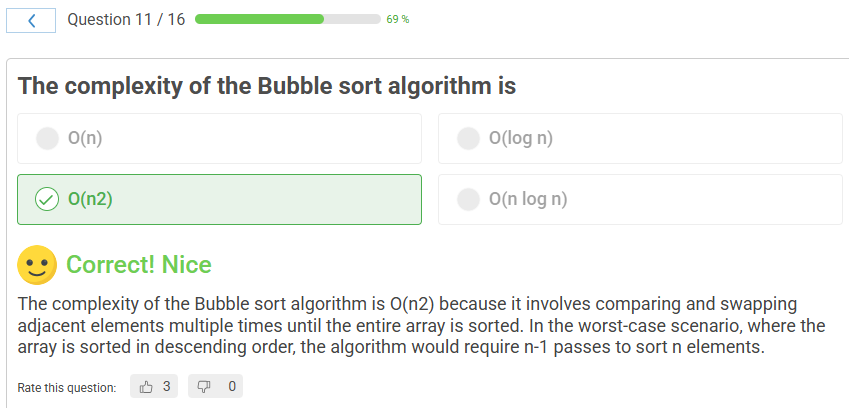 Question 11 / 16
69 %
The complexity of the Bubble sort algorithm is
O(n)
O(log n)
O(n2)
O(n log n)
Correct! Nice
The complexity of the Bubble sort algorithm is O(n2) because it involves comparing and swapping
adjacent elements multiple times until the entire array is sorted. In the worst-case scenario, where the
array is sorted in descending order, the algorithm would require n-1 passes to sort n elements.
Rate this question: 3 0